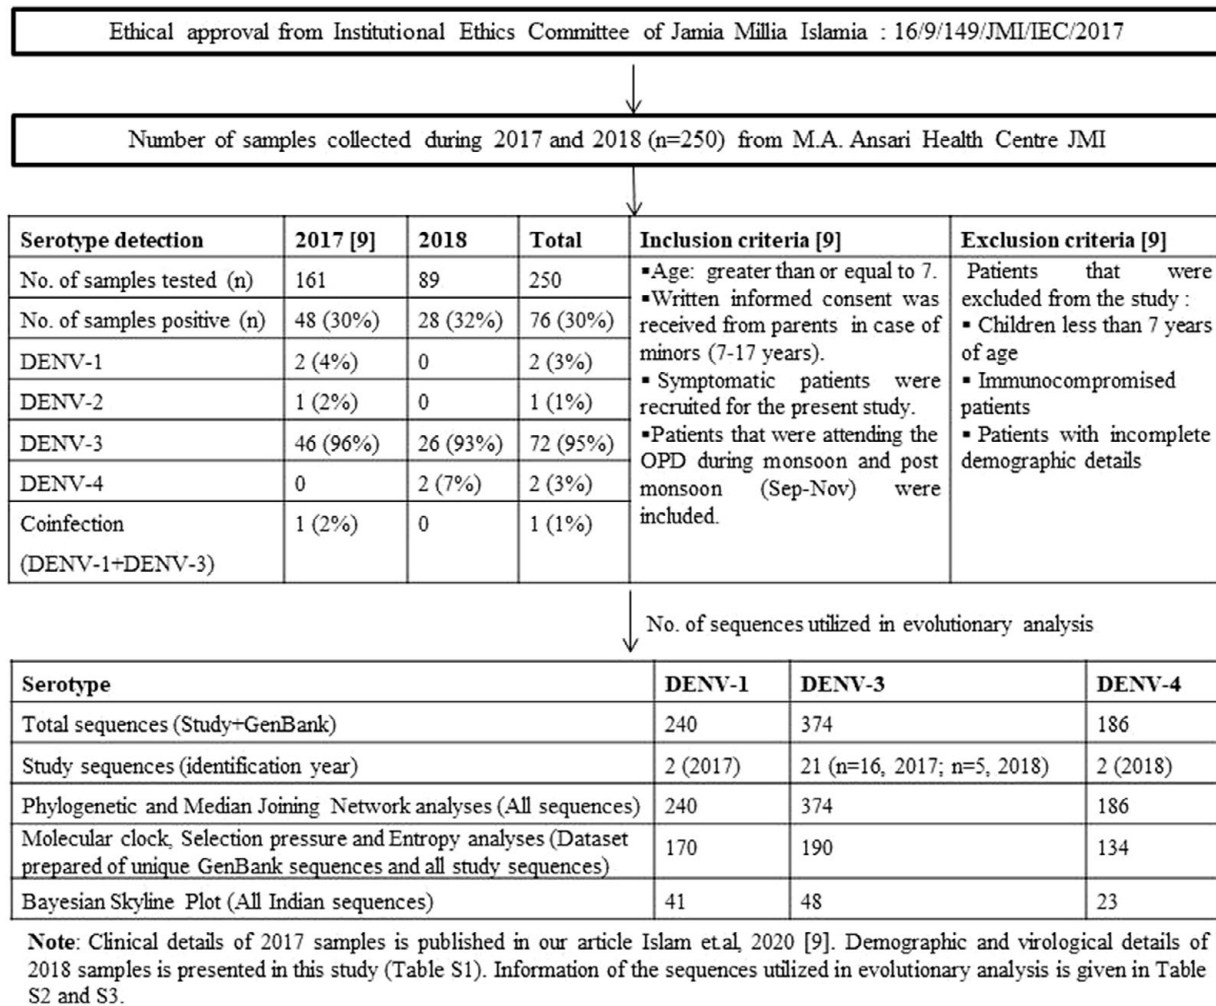 Ethical approval from Institutional Ethics Committee of Jamia Millia Islamia : 16/9/149/JMI/IEC/2017
Number of samples collected during 2017 and 2018 (n=250) from M.A. Ansari Health Centre JMI
Serotype detection 2017 [9] 2018 Total
No. of samples tested (n) 161 89 250
No. of samples positive (n) 48 (30%) 28 (32%) 76 (30%)
DENV-1 2 (4%) 0 2 (3%)
DENV-2 1 (2%) 0 1 (1%)
DENV-3 46 (96%) 26 (93%) 72 (95%)
DENV-4 0 2 (7%) 2 (3%)
Coinfection 1 (2%) 0 1 (1%)
(DENV-1+DENV-3)
Inclusion criteria [9]
▪Age: greater than or equal to 7.
▪Written informed consent was
received from parents in case of
minors (7-17 years).
▪ Symptomatic patients were
recruited for the present study.
▪Patients that were attending the
OPD during monsoon and post
monsoon (Sep-Nov) were
included.
Exclusion criteria [9]
Patients that were
excluded from the study :
▪ Children less than 7 years
of age
▪ Immunocompromised
patients
▪ Patients with incomplete
demographic details
No. of sequences utilized in evolutionary analysis
Serotype DENV-1 DENV-3 DENV-4
Total sequences (Study+GenBank) 240 374 186
Study sequences (identification year) 2 (2017) 21 (n=16, 2017; n=5, 2018) 2 (2018)
Phylogenetic and Median Joining Network analyses (All sequences) 240 374 186
Molecular clock, Selection pressure and Entropy analyses (Dataset
prepared of unique GenBank sequences and all study sequences) 170 190 134
Bayesian Skyline Plot (All Indian sequences) 41 48 23
Note: Clinical details of 2017 samples is published in our article Islam et.al, 2020 [9]. Demographic and virological details of
2018 samples is presented in this study (Table S1). Information of the sequences utilized in evolutionary analysis is given in Table
S2 and S3.